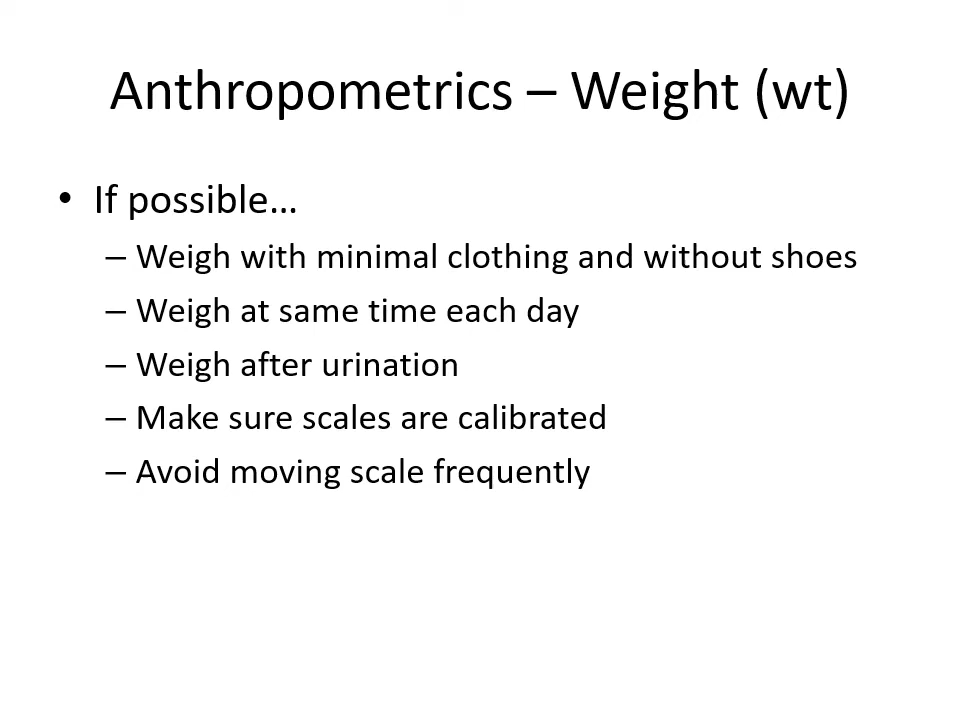 Anthropometrics – Weight (wt)
• If possible…
– Weigh with minimal clothing and without shoes
– Weigh at same time each day
– Weigh after urination
– Make sure scales are calibrated
– Avoid moving scale frequently